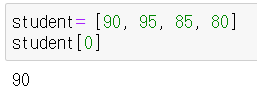 student= [90, 95, 85, 80]
student[0]
90